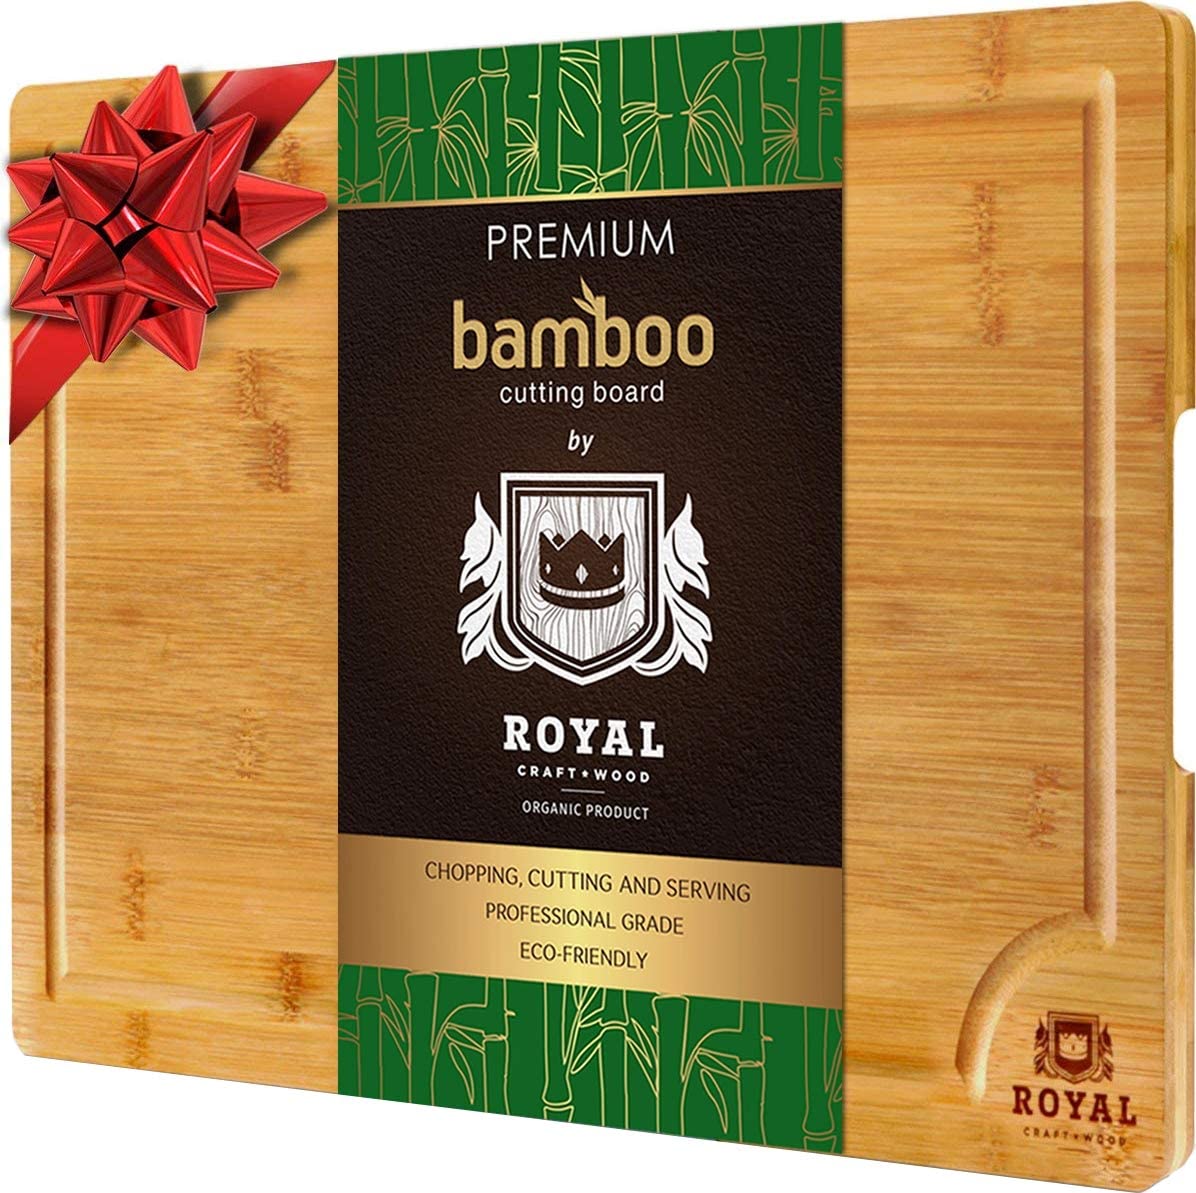 PREMIUM
bamboo
cutting board
by
ROYAL
CRAFT★WOOD
ORGANIC PRODUCT
CHOPPING, CUTTING AND SERVING
PROFESSIONAL GRADE
ECO-FRIENDLY
ROYAL
CRAFT★WOOD